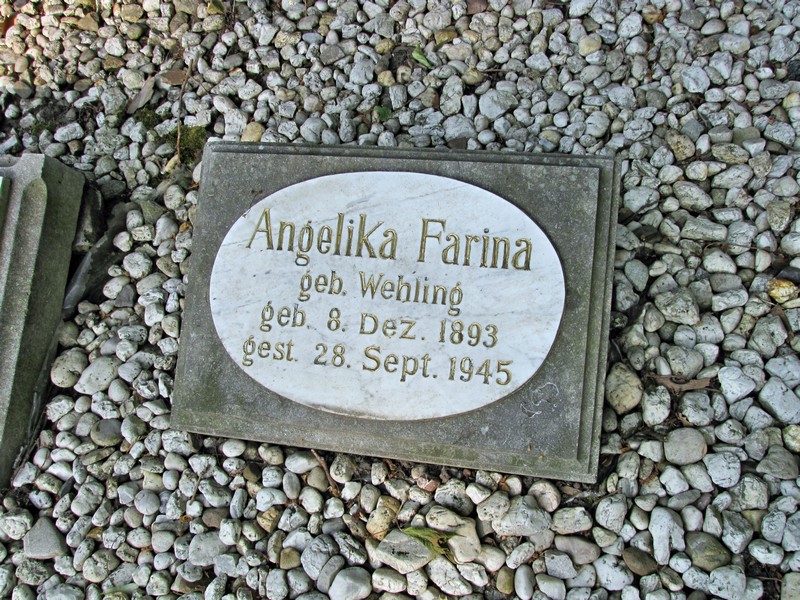 Angelika Farina
geb. Wehling
geb. 8. Dez. 1893
gest. 28. Sept. 1945